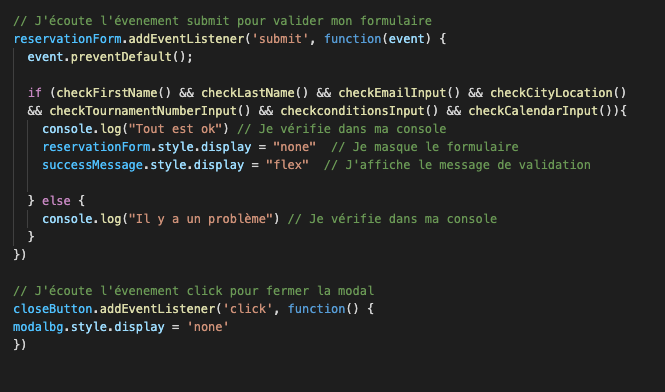 // J'écoute l'évenement submit pour valider mon formulaire
reservationForm.addEventListener('submit', function(event) {
  event.preventDefault();

  if (checkFirstName() && checkLastName() && checkEmailInput() && checkCityLocation()
  && checkTournamentNumberInput() && checkconditionsInput() && checkCalendarInput()){
    console.log("Tout est ok") // Je vérifie dans ma console
    reservationForm.style.display = "none"  // Je masque le formulaire
    successMessage.style.display = "flex"  // J'affiche le message de validation

  } else {
    console.log("Il y a un problème") // Je vérifie dans ma console
  }
})

// J'écoute l'évenement click pour fermer la modal
closeButton.addEventListener('click', function() {
modalbg.style.display = 'none'
})